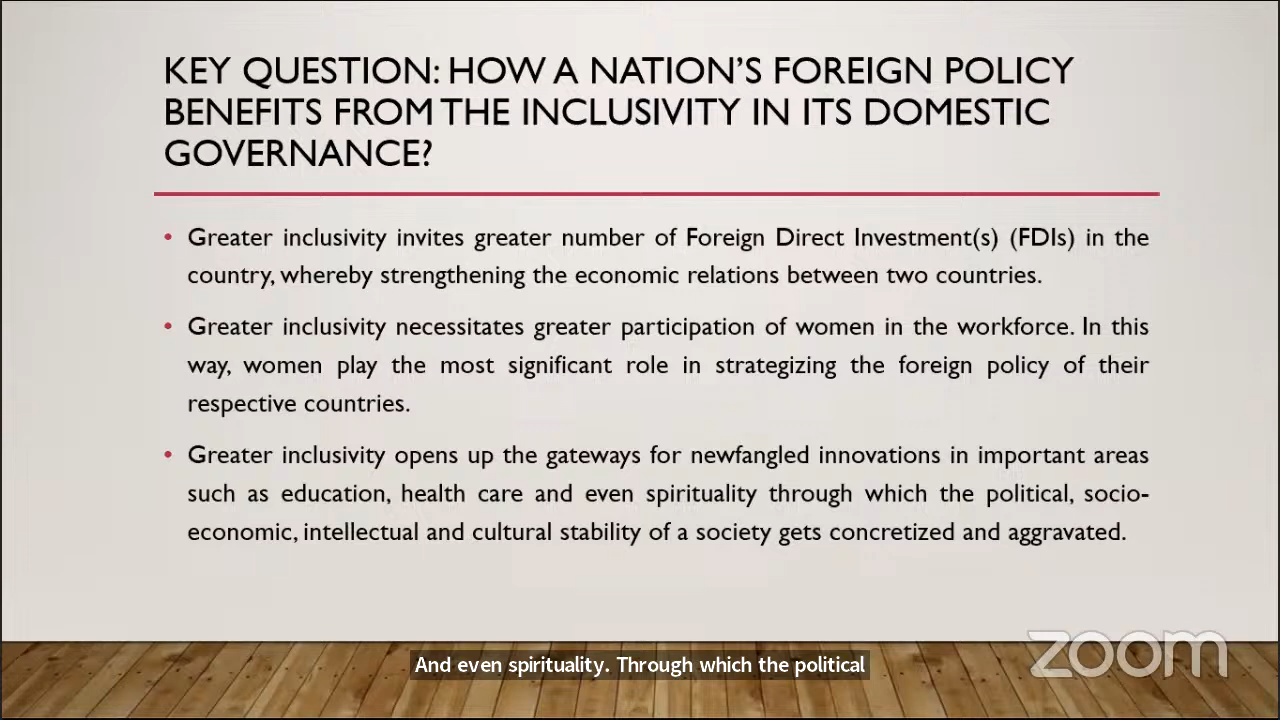 KEY QUESTION: HOW A NATION'S FOREIGN POLICY
BENEFITS FROM THE INCLUSIVITY IN ITS DOMESTIC
GOVERNANCE?
• Greater inclusivity invites greater number of Foreign Direct Investment(s) (FDIs) in the
country, whereby strengthening the economic relations between two countries.
• Greater inclusivity necessitates greater participation of women in the workforce. In this
way, women play the most significant role in strategizing the foreign policy of their
respective countries.
• Greater inclusivity opens up the gateways for newfangled innovations in important areas
such as education, health care and even spirituality through which the political, socio-
economic, intellectual and cultural stability of a society gets concretized and aggravated.
zoom
And even spirituality. Through which the political